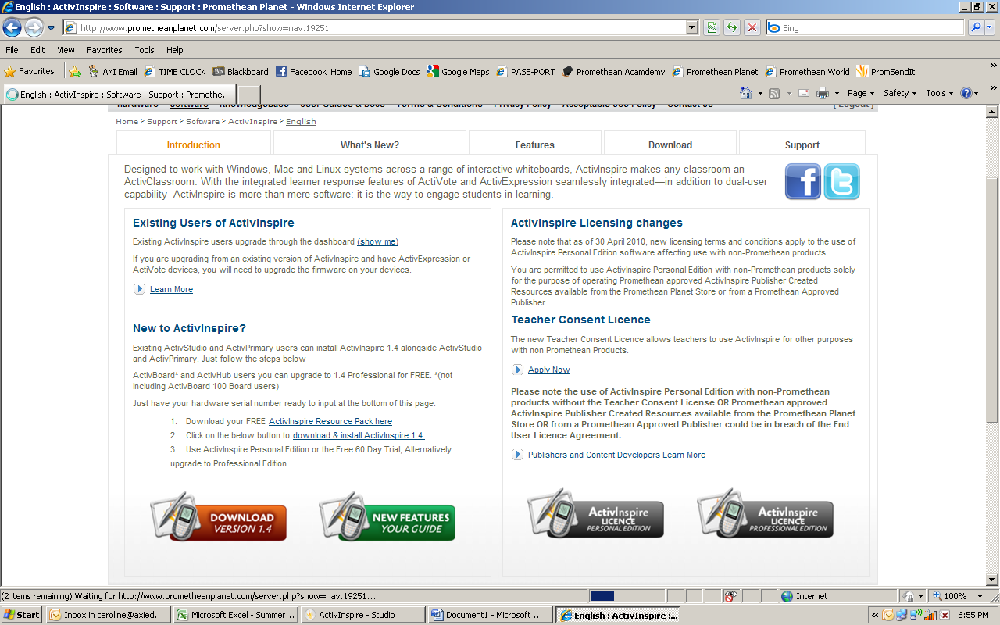 English : ActivInspire : Software : Support : Promethean Planet - Windows Internet Explorer
http://www.prometheanplanet.com/server.php?show=nav.19251
Bing
File Edit View Favorites Tools Help
Favorites AXI Email TIME CLOCK Blackboard Facebook Home Google Docs Google Maps PASS-PORT Promethean Acamdemy Promethean Planet Promethean World PromSendIt
English : ActivInspire : Software : Support : Promethe...
Page Safety Tools
Hardware Software Knowledgebase User Guides & Docs Terms & Conditions Privacy Policy Acceptable Use Policy Contact Us [ Logout ]
Home > Support > Software > ActivInspire > English
Introduction What's New? Features Download Support
Designed to work with Windows, Mac and Linux systems across a range of interactive whiteboards, ActivInspire makes any classroom an
ActivClassroom. With the integrated learner response features of ActiVote and ActivExpression seamlessly integrated—in addition to dual-user
capability- ActivInspire is more than mere software: it is the way to engage students in learning.
Existing Users of ActivInspire
Existing ActivInspire users upgrade through the dashboard (show me)
If you are upgrading from an existing version of ActivInspire and have ActivExpression or
ActiVote devices, you will need to upgrade the firmware on your devices.
Learn More
New to ActivInspire?
Existing ActivStudio and ActivPrimary users can install ActivInspire 1.4 alongside ActivStudio
and ActivPrimary. Just follow the steps below
ActivBoard* and ActivHub users you can upgrade to 1.4 Professional for FREE. *(not
including ActivBoard 100 Board users)
Just have your hardware serial number ready to input at the bottom of this page.
1. Download your FREE ActivInspire Resource Pack here
2. Click on the below button to download & install ActivInspire 1.4.
3. Use ActivInspire Personal Edition or the Free 60 Day Trial, Alternatively
upgrade to Professional Edition.
DOWNLOAD
VERSION 1.4
NEW FEATURES
YOUR GUIDE
ActivInspire Licensing changes
Please note that as of 30 April 2010, new licensing terms and conditions apply to the use of
ActivInspire Personal Edition software affecting use with non-Promethean products.
You are permitted to use ActivInspire Personal Edition with non-Promethean products solely
for the purpose of operating Promethean approved ActivInspire Publisher Created
Resources available from the Promethean Planet Store or from a Promethean Approved
Publisher.
Teacher Consent Licence
The new Teacher Consent Licence allows teachers to use ActivInspire for other purposes
with non Promethean Products.
Apply Now
Please note the use of ActivInspire Personal Edition with non-Promethean
products without the Teacher Consent License OR Promethean approved
ActivInspire Publisher Created Resources available from the Promethean Planet
Store OR from a Promethean Approved Publisher could be in breach of the End
User Licence Agreement.
Publishers and Content Developers Learn More
ActivInspire
LICENCE
PERSONAL EDITION
ActivInspire
LICENCE
PROFESSIONAL EDITION
(2 items remaining) Waiting for http://www.prometheanplanet.com/server.php?show=nav.19251...
Internet 100%
Start Inbox in caroline@axied... Microsoft Excel - Summer... ActivInspire - Studio Document1 - Microsoft ... English : ActivInspire :... 6:55 PM